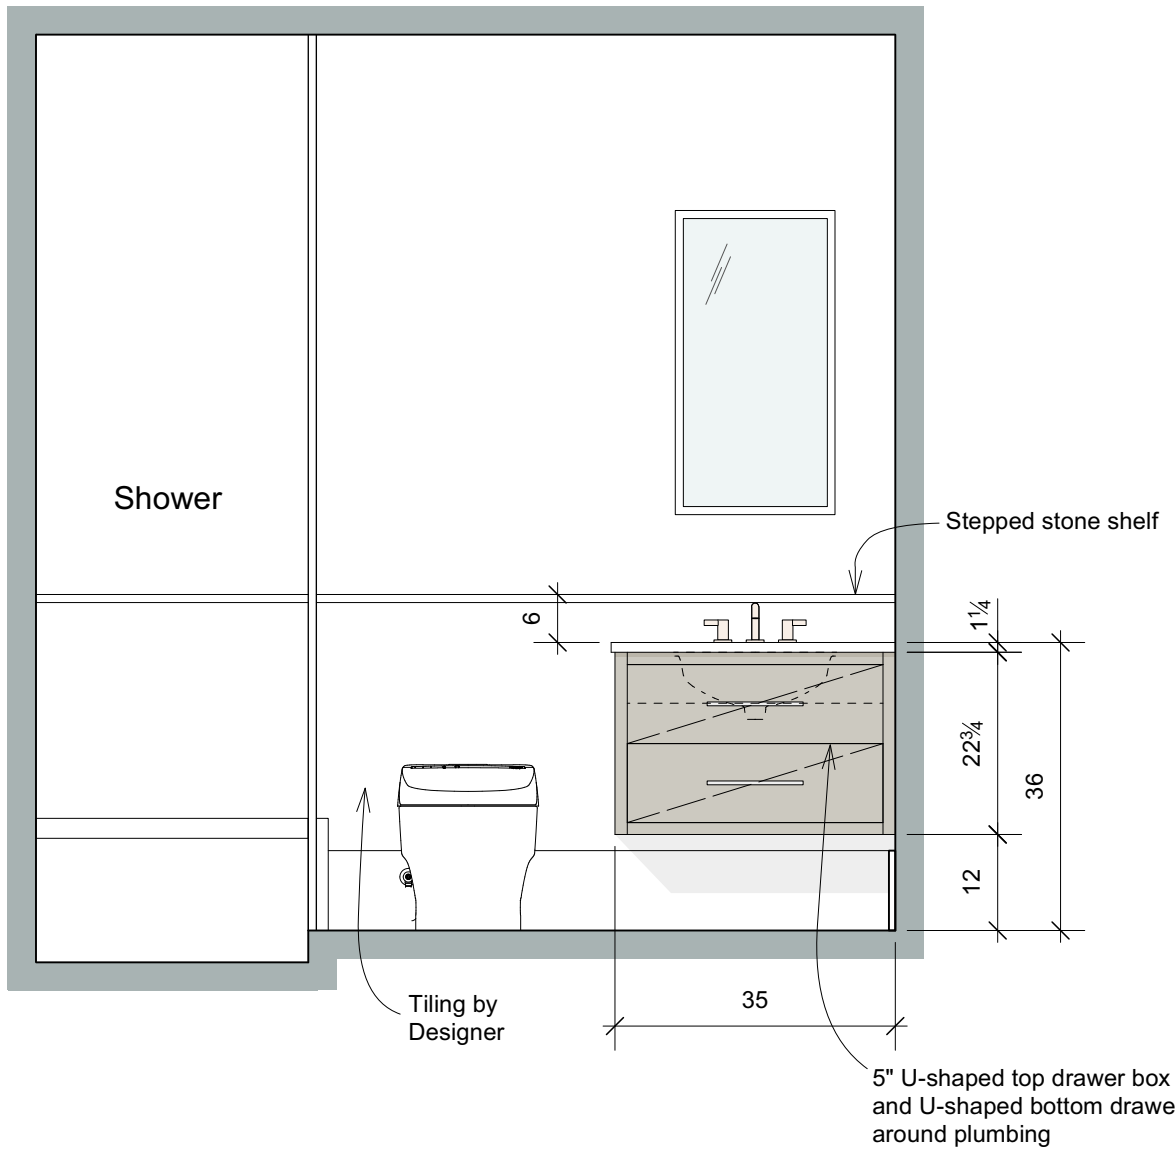 Shower
Stepped stone shelf
6
1¼
22¾
36
12
35
Tiling by
Designer
5" U-shaped top drawer box
and U-shaped bottom drawe
around plumbing